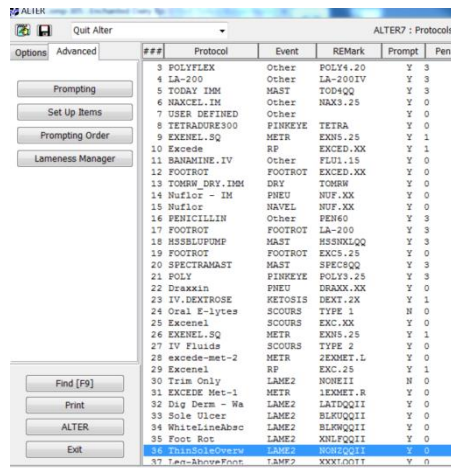 ALTER
Quit Alter
ALTER7 : Protocols
Options Advanced
Prompting
Set Up Items
Prompting Order
Lameness Manager
Find [F9]
Print
ALTER
Exit
### Protocol Event REMark Prompt Pen
3 POLYFLEX Other POLY4.20 Y 3
4 LA-200 Other LA-200IV Y 3
5 TODAY IMM MAST TOD4QQ Y 3
6 NAXCEL.IM Other NAX3.25 Y 0
7 USER DEFINED Other Y 0
8 TETRADURE300 PINKEYE TETRA Y 0
9 EXENEL.SQ METR EXN5.25 Y 1
10 Excede RP EXCED.XX Y 1
11 BANAMINE.IV Other FLU1.15 Y 0
12 FOOTROT FOOTROT EXCED.XX Y 0
13 TOMRW_DRY.IMM DRY TOMRW Y 0
14 Nuflor - IM PNEU NUF.XX Y 0
15 Nuflor NAVEL NUF.XX Y 0
16 PENICILLIN Other PEN60 Y 3
17 FOOTROT FOOTROT LA-200 Y 3
18 HSSBLUPUMP MAST HSSNXLQQ Y 3
19 FOOTROT FOOTROT EXC5.25 Y 0
20 SPECTRAMAST MAST SPEC8QQ Y 3
21 POLY PINKEYE POLY3.25 Y 3
22 Draxxin PNEU DRAXX.XX Y 0
23 IV.DEXTROSE KETOSIS DEXT.2X Y 1
24 Oral E-lytes SCOURS TYPE 1 N 0
25 Excenel SCOURS EXC.XX Y 0
26 EXENEL.SQ METR EXN5.25 Y 1
27 IV Fluids SCOURS TYPE 2 Y 0
28 excede-met-2 METR 2EXMET.L Y 0
29 Excenel RP EXC.25 Y 1
30 Trim Only LAME2 NONEII N 0
31 EXCEDE Met-1 METR 1EXMET.R Y 0
32 Dig Derm - Wa LAME2 LATDQQII Y 0
33 Sole Ulcer LAME2 BLKUQQII Y 0
34 WhiteLineAbsc LAME2 BLKWQQII Y 0
35 Foot Rot LAME2 XNLFQQII Y 0
36 ThinSoleOverw LAME2 NONZQQII Y 0
37 Leg-AboveFoot LAME2 XXXLQQII Y 0